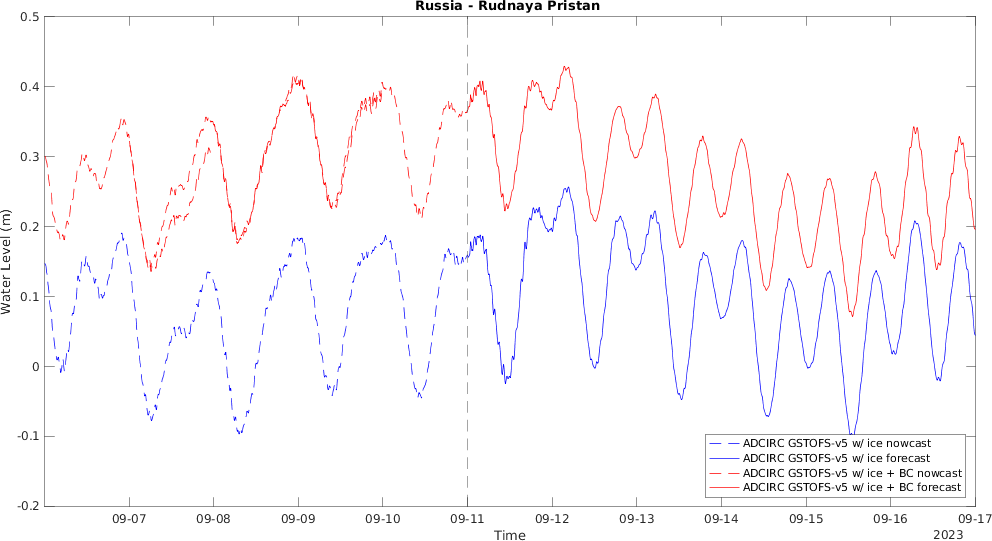 Russia - Rudnaya Pristan
0.5
0.4
0.3
0.2
0.1
0
-0.1
-0.2
Water Level (m)
ADCIRC GSTOFS-v5 w/ ice nowcast
ADCIRC GSTOFS-v5 w/ ice forecast
ADCIRC GSTOFS-v5 w/ ice + BC nowcast
ADCIRC GSTOFS-v5 w/ ice + BC forecast
09-07 09-08 09-09 09-10 09-11 09-12 09-13 09-14 09-15 09-16 09-17
Time
2023